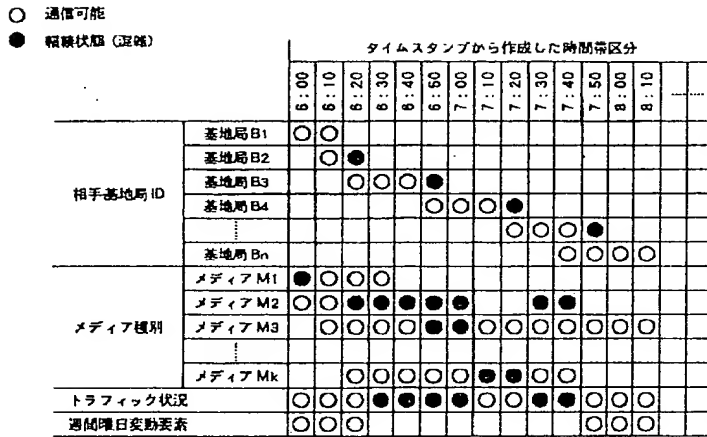 ○ 通信可能
● 輻輳状態（混雑）
タイムスタンプから作成した時間帯区分
6:00 6:10 6:20 6:30 6:40 6:50 7:00 7:10 7:20 7:30 7:40 7:50 8:00 8:10 ……
相手基地局ID
基地局B1 ○ ○
基地局B2 ○ ●
基地局B3 ○ ○ ○ ●
基地局B4 ○ ○ ○ ●
┊ ○ ○ ○ ●
基地局Bn ○ ○ ○ ○
メディア種別
メディアM1 ● ○ ○ ○
メディアM2 ○ ○ ● ● ● ● ● ● ●
メディアM3 ○ ○ ○ ○ ● ● ○ ○ ○ ○ ○ ○ ○
┊
メディアMk ○ ○ ○ ○ ○ ● ● ○ ○
トラフィック状況 ○ ○ ○ ● ● ● ● ○ ○ ● ● ○ ○ ○
週間曜日変動要素 ○ ○ ○ ○ ○ ○